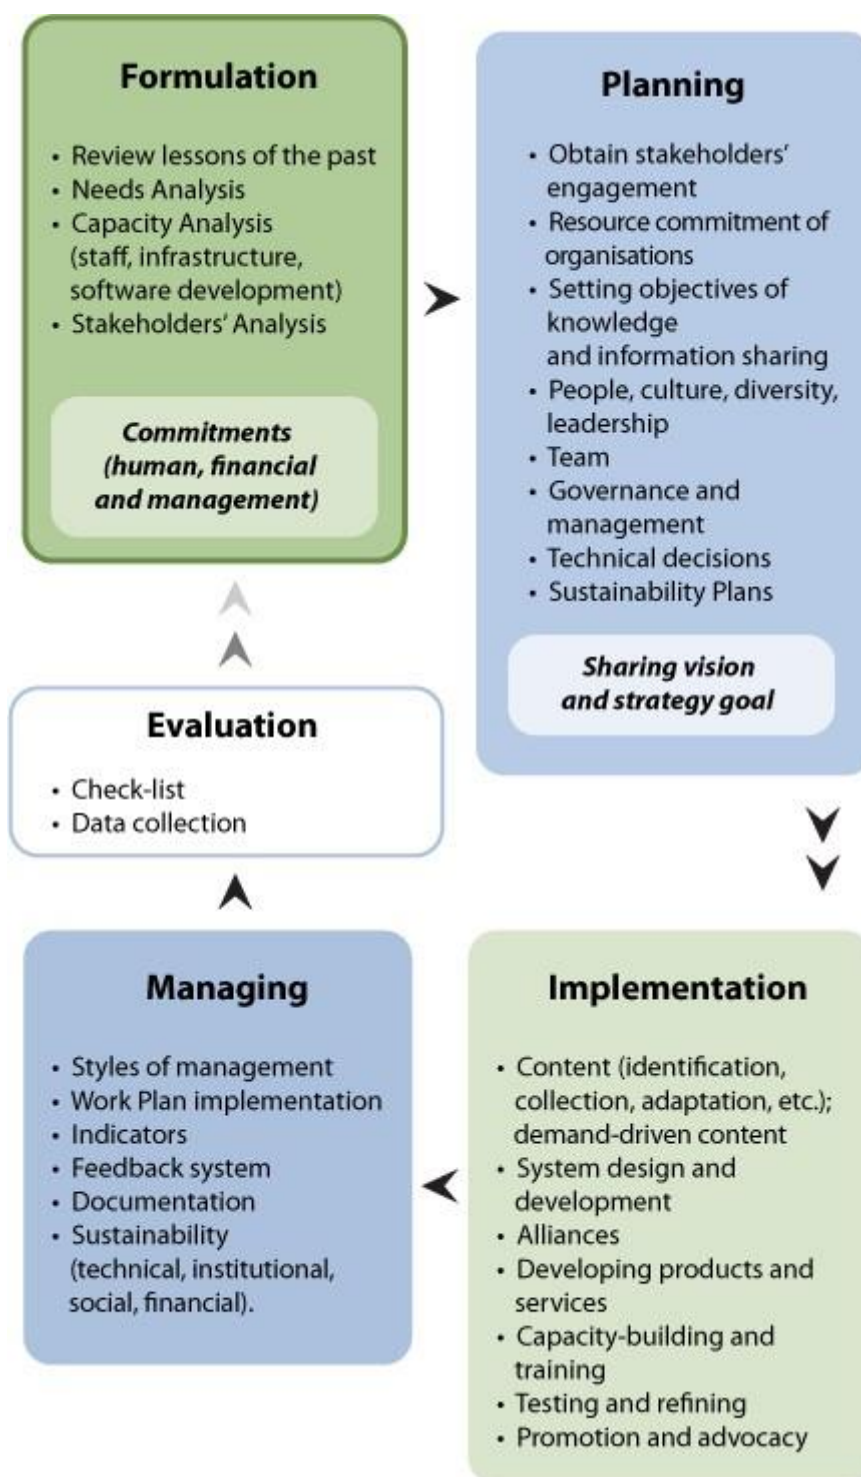 Formulation
• Review lessons of the past
• Needs Analysis
• Capacity Analysis
(staff, infrastructure,
software development)
• Stakeholders' Analysis
Commitments
(human, financial
and management)
Planning
• Obtain stakeholders'
engagement
• Resource commitment of
organisations
• Setting objectives of
knowledge
and information sharing
• People, culture, diversity,
leadership
• Team
• Governance and
management
• Technical decisions
• Sustainability Plans
Sharing vision
and strategy goal
Evaluation
• Check-list
• Data collection
Managing
• Styles of management
• Work Plan implementation
• Indicators
• Feedback system
• Documentation
• Sustainability
(technical, institutional,
social, financial).
Implementation
• Content (identification,
collection, adaptation, etc.);
demand-driven content
• System design and
development
• Alliances
• Developing products and
services
• Capacity-building and
training
• Testing and refining
• Promotion and advocacy